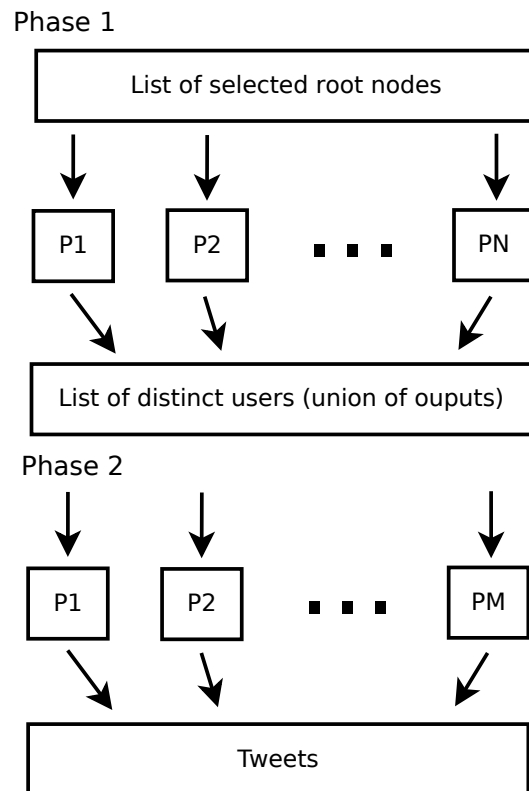 Phase 1
List of selected root nodes
P1 P2 PN
List of distinct users (union of ouputs)
Phase 2
P1 P2 PM
Tweets